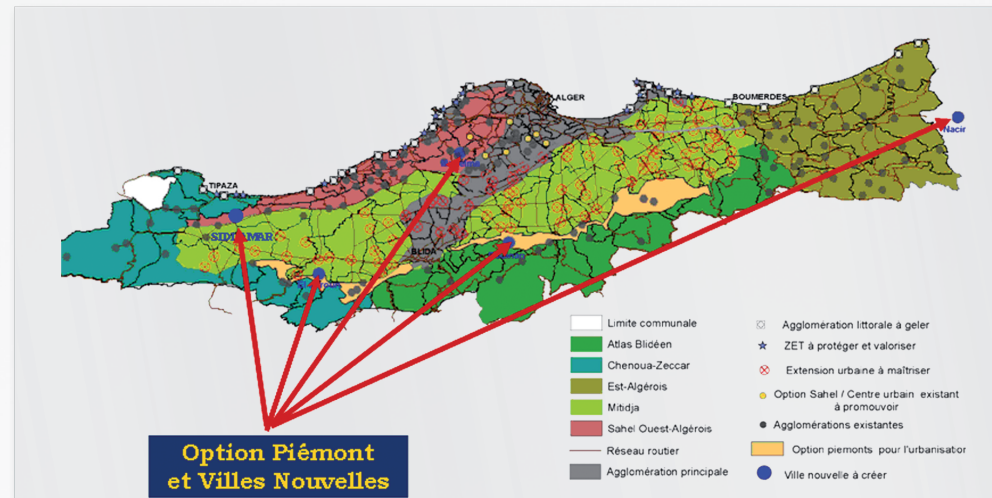 ALGER
BOUMERDES
Nacir
TIPAZA
SIDI AMAR
BLIDA
Limite communale
Atlas Blidéen
Chenoua-Zeccar
Est-Algérois
Mitidja
Sahel Ouest-Algérois
Réseau routier
Agglomération principale
Agglomération littorale à geler
ZET à protéger et valoriser
Extension urbaine à maîtriser
Option Sahel / Centre urbain existant
à promouvoir
Agglomérations existantes
Option piemonts pour l'urbanisatior
Ville nouvelle à créer
Option Piémont
et Villes Nouvelles